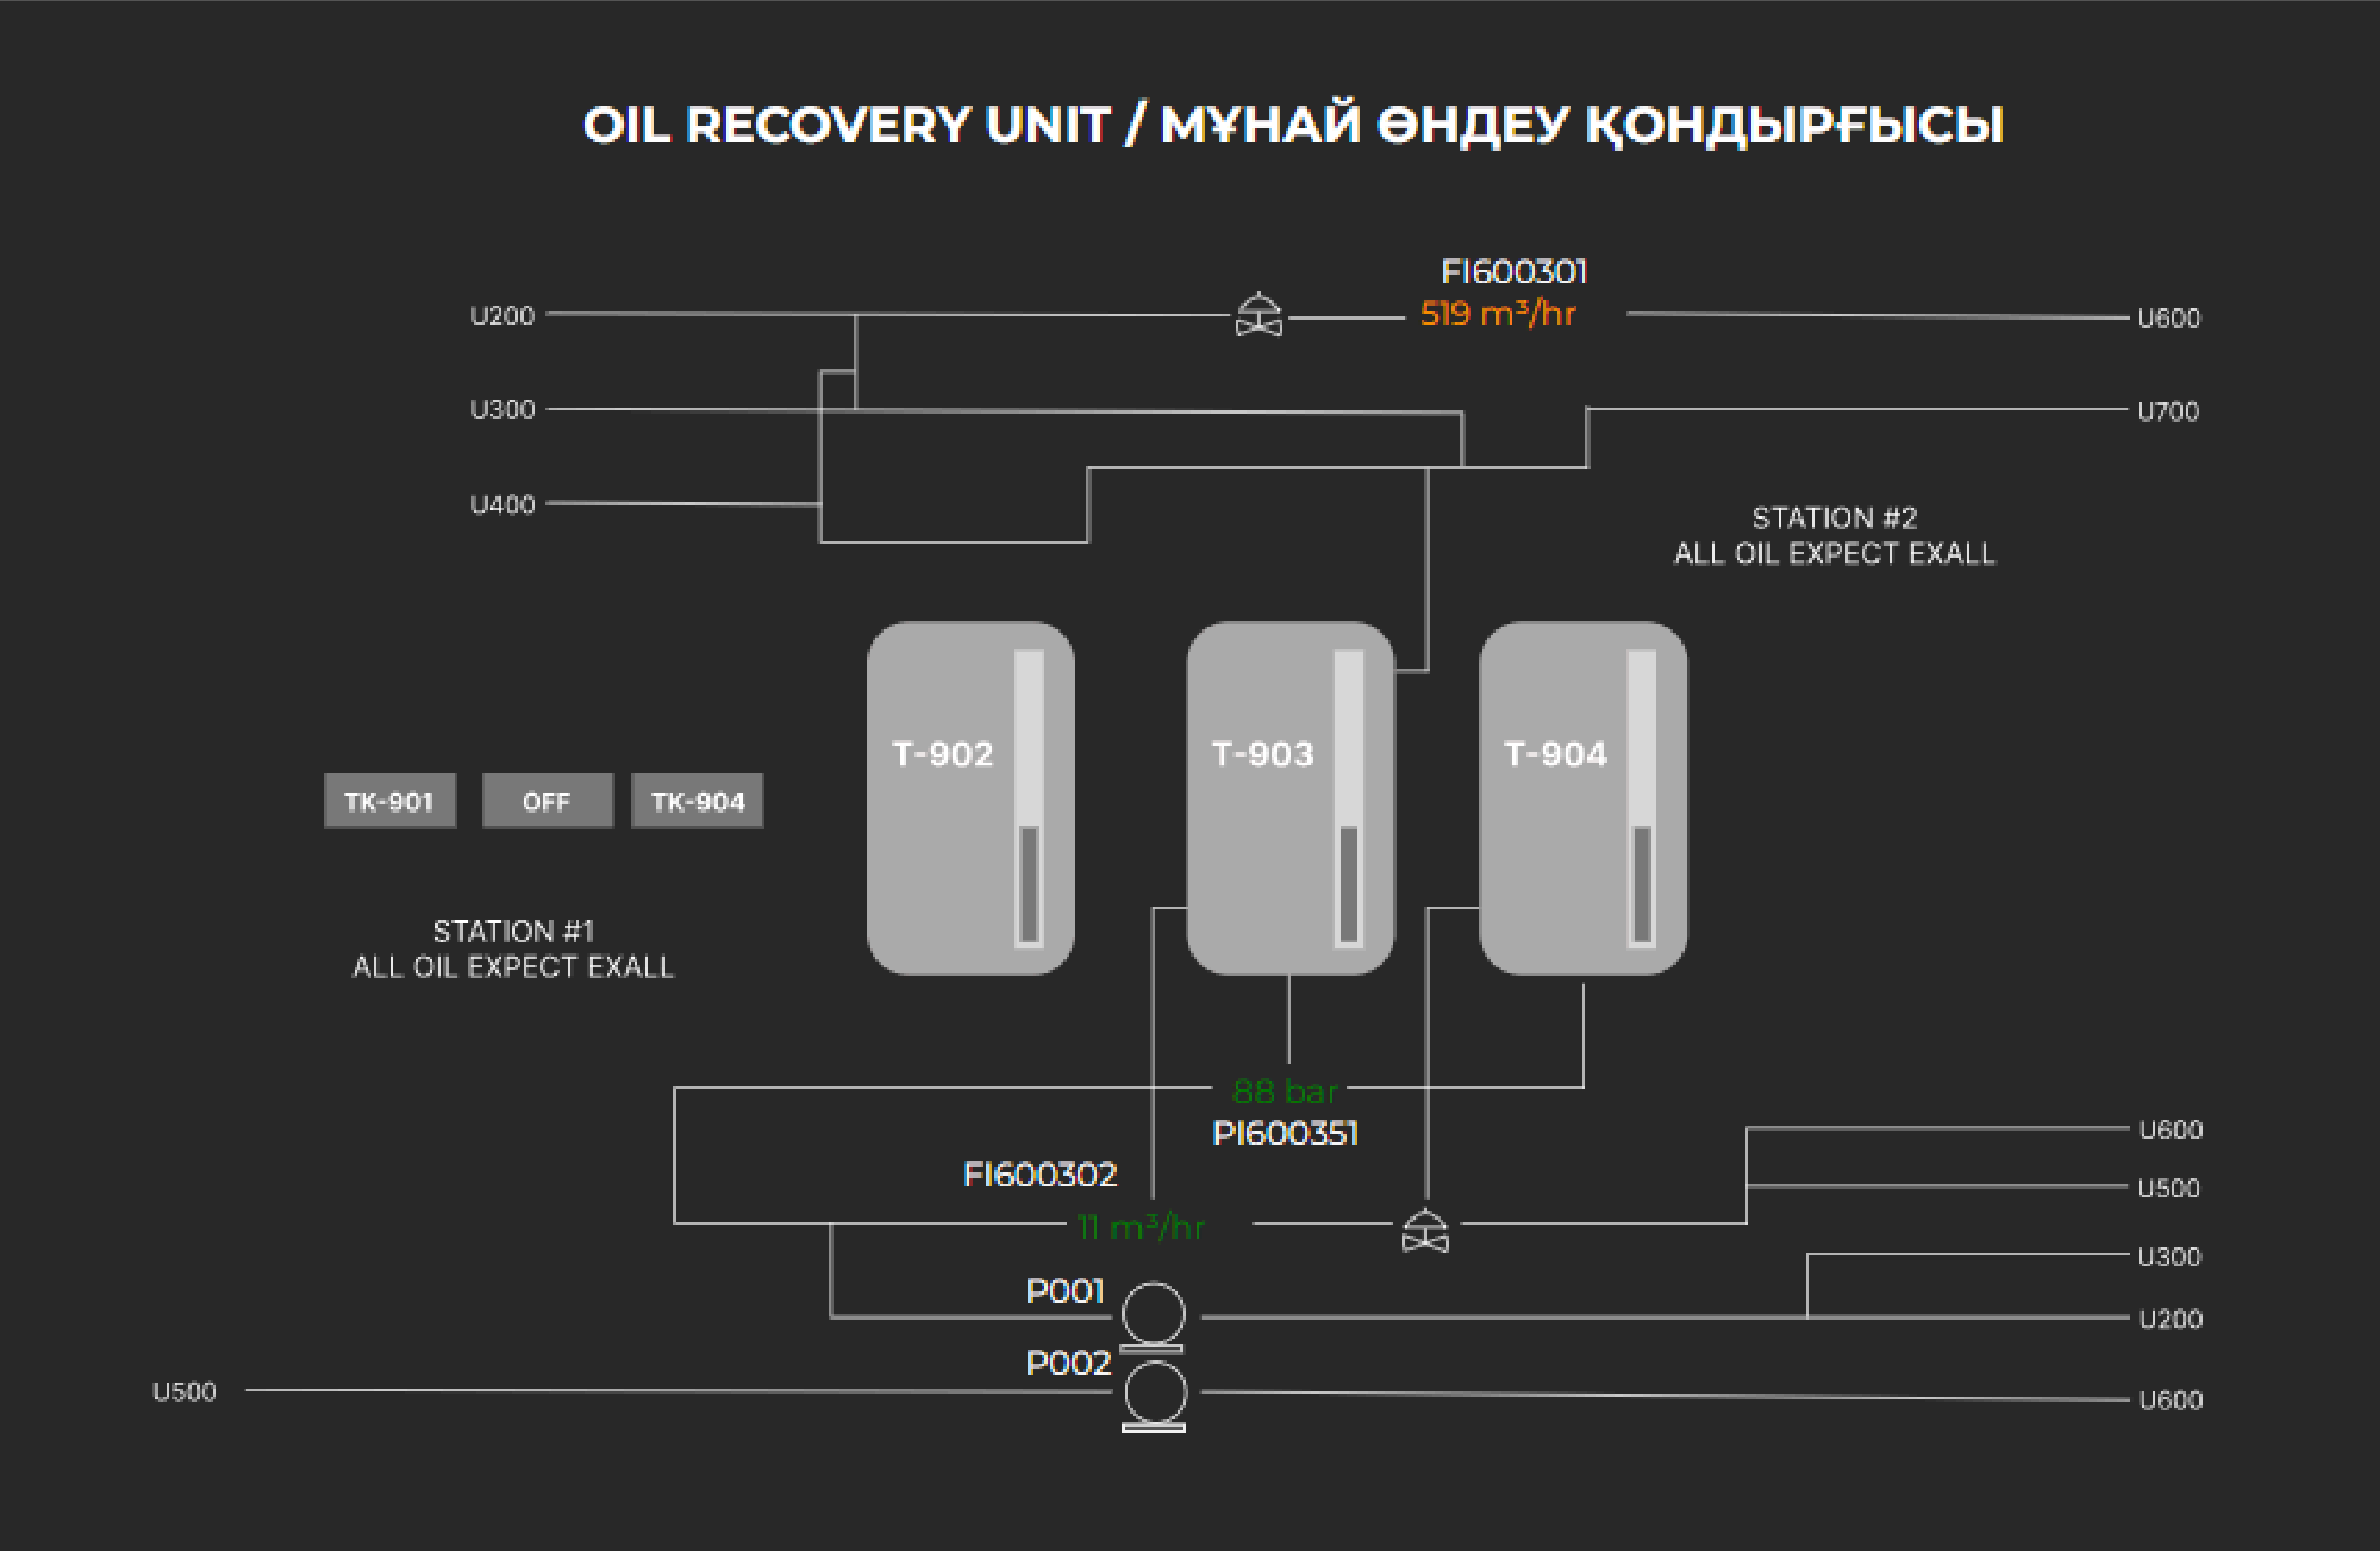 OIL RECOVERY UNIT / МҰНАЙ ӨНДЕУ ҚОНДЫРҒЫСЫ
FI600301
U200
519 m³/hr
U600
U300
U700
U400
STATION #2
ALL OIL EXPECT EXALL
T-902
T-903
T-904
TK-901
OFF
TK-904
STATION #1
ALL OIL EXPECT EXALL
88 bar
PI600351
U600
FI600302
U500
11 m³/hr
U300
P001
U200
P002
U500
U600